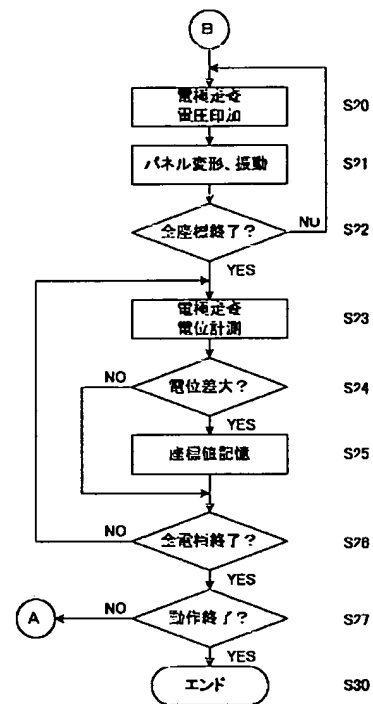 B
電極走査
電圧印加
S20
パネル変形、振動
S21
全座標終了?
NO
S22
YES
電極走査
電位計測
S23
NO
電位差大?
S24
YES
座標値記憶
S25
NO
全電極終了?
S26
YES
A
NO
動作終了?
S27
YES
エンド
S30